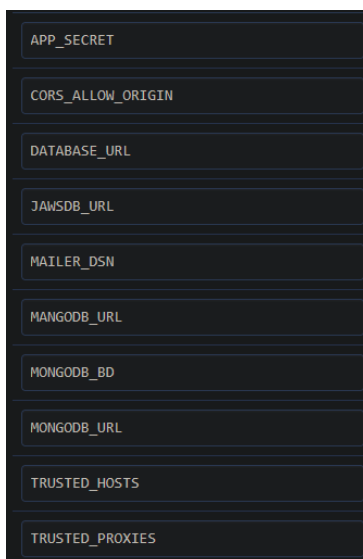 APP_SECRET
CORS_ALLOW_ORIGIN
DATABASE_URL
JAWSDB_URL
MAILER_DSN
MANGODB_URL
MONGODB_BD
MONGODB_URL
TRUSTED_HOSTS
TRUSTED_PROXIES